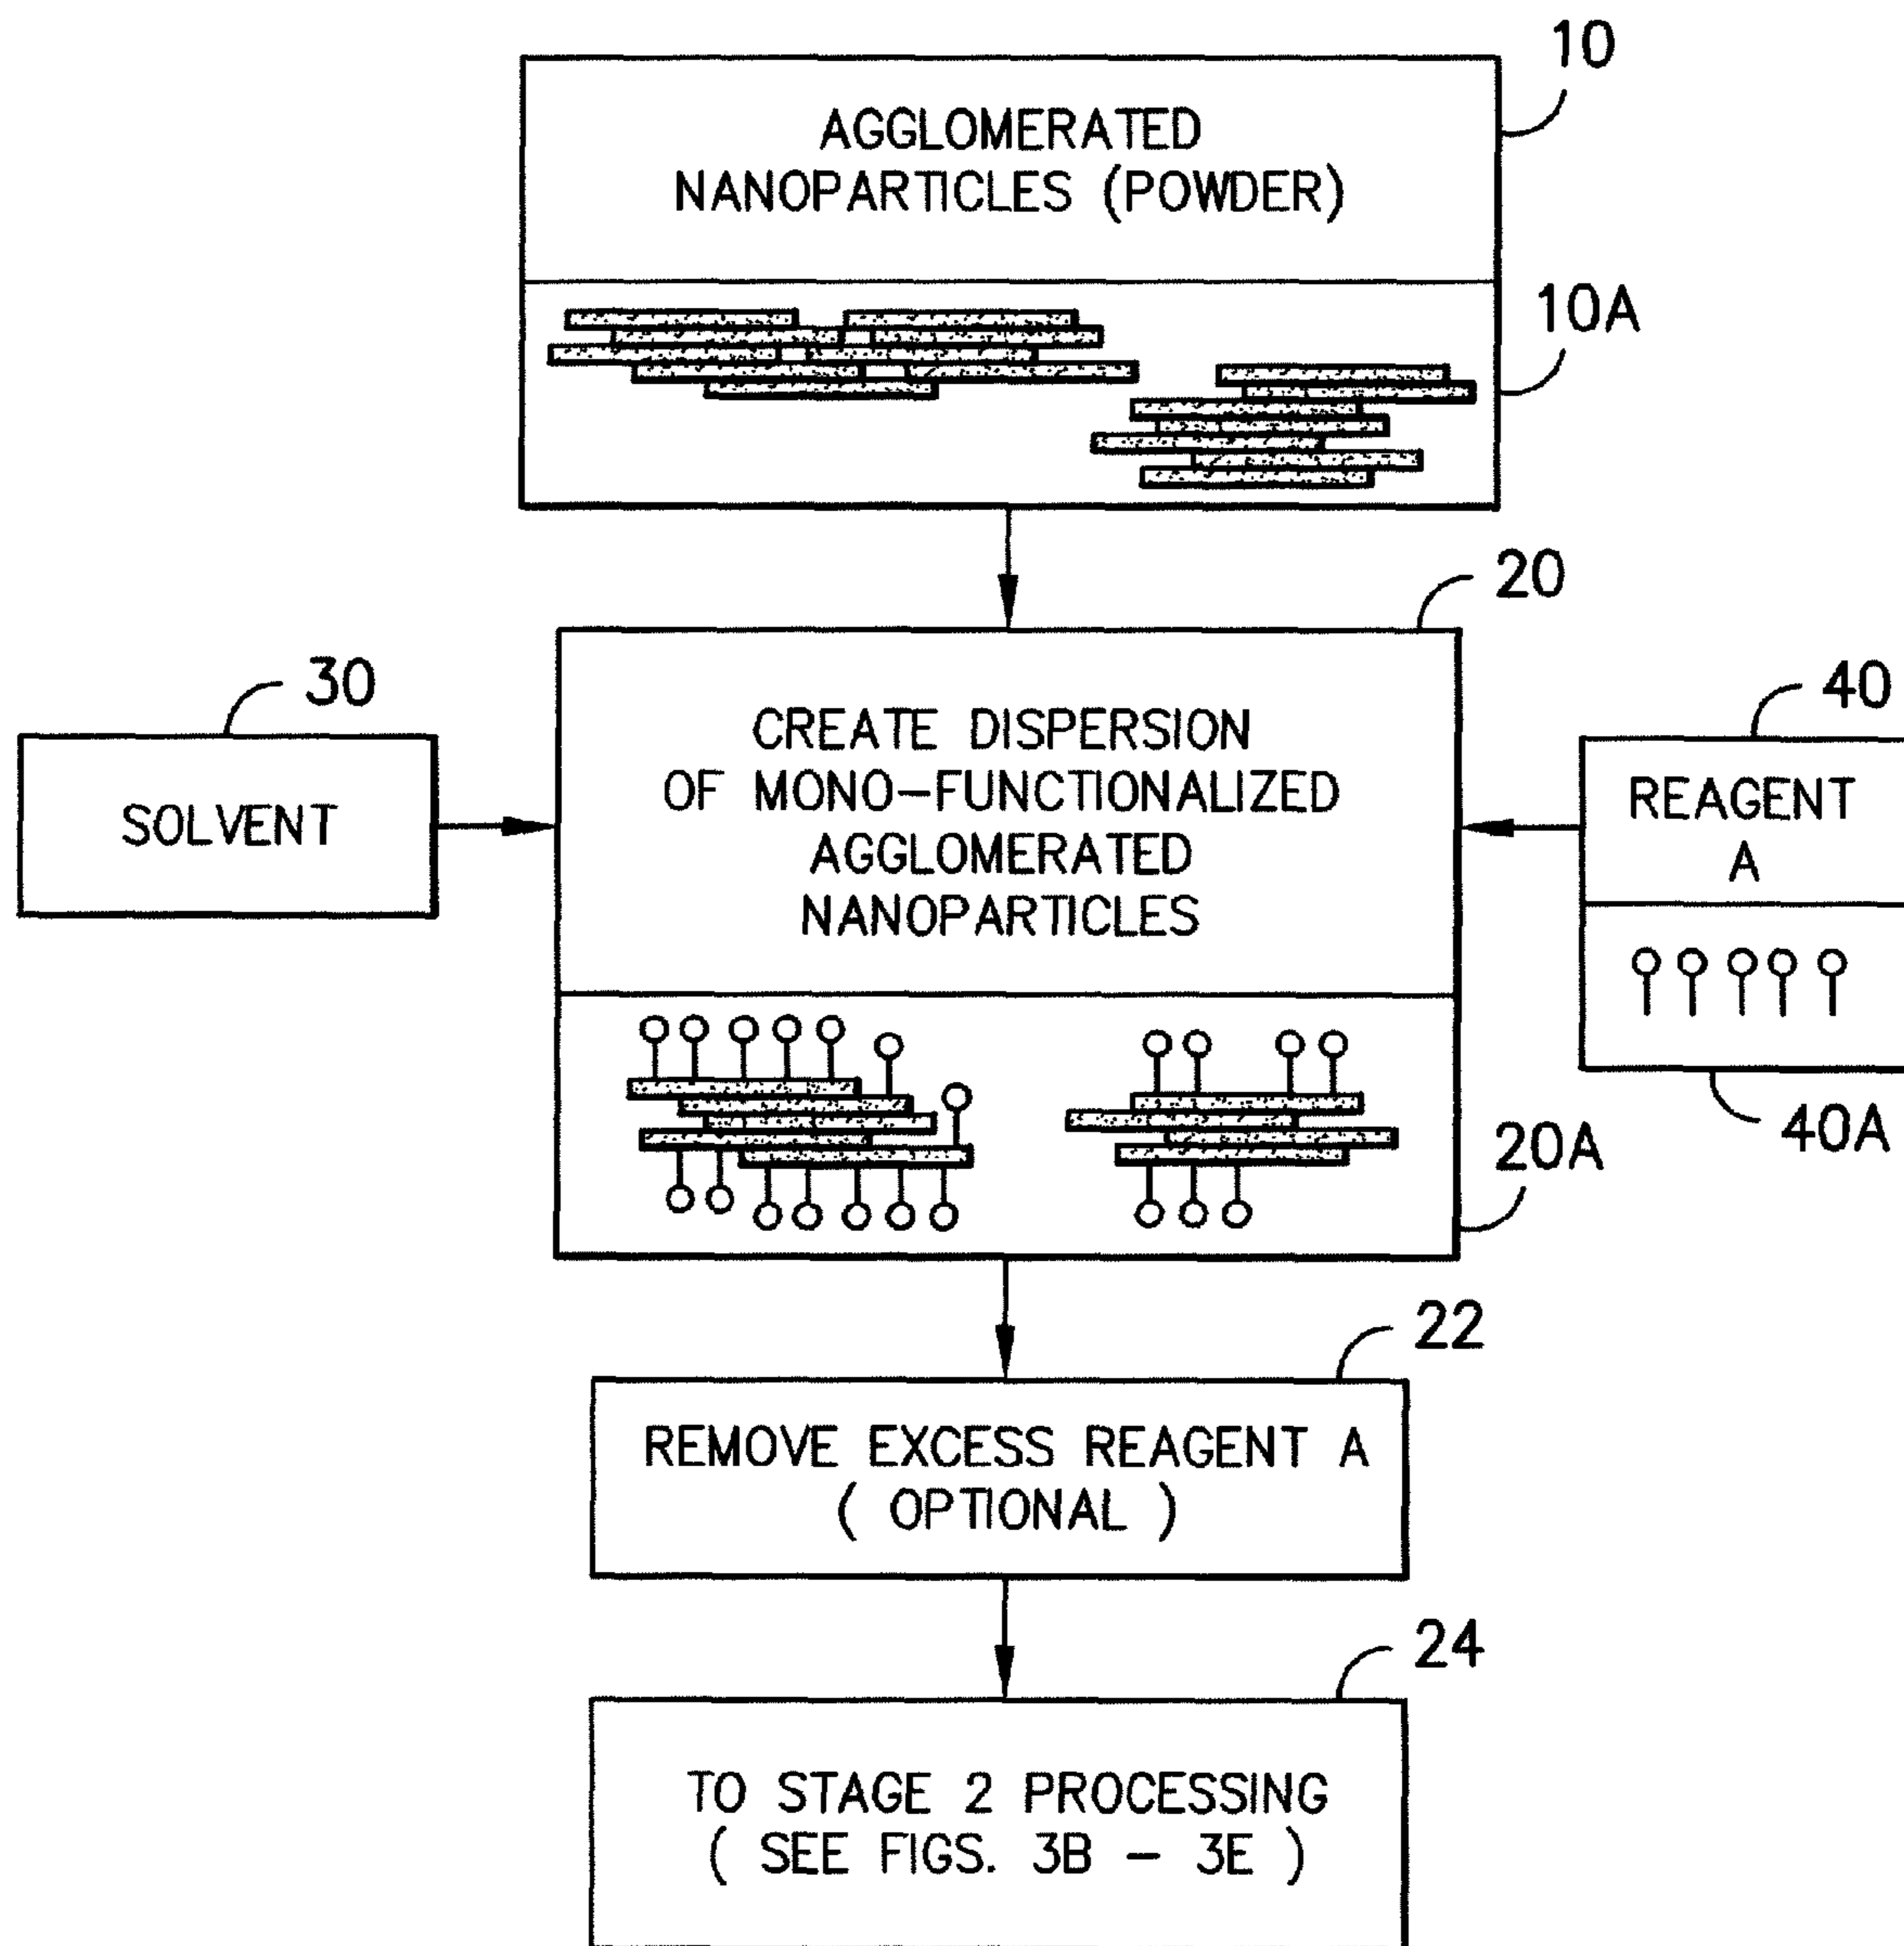 10
AGGLOMERATED
NANOPARTICLES (POWDER)
10A
20
30
40
SOLVENT
CREATE DISPERSION
OF MONO-FUNCTIONALIZED
AGGLOMERATED
NANOPARTICLES
REAGENT
A
40A
20A
22
REMOVE EXCESS REAGENT A
( OPTIONAL )
24
TO STAGE 2 PROCESSING
( SEE FIGS. 3B - 3E )